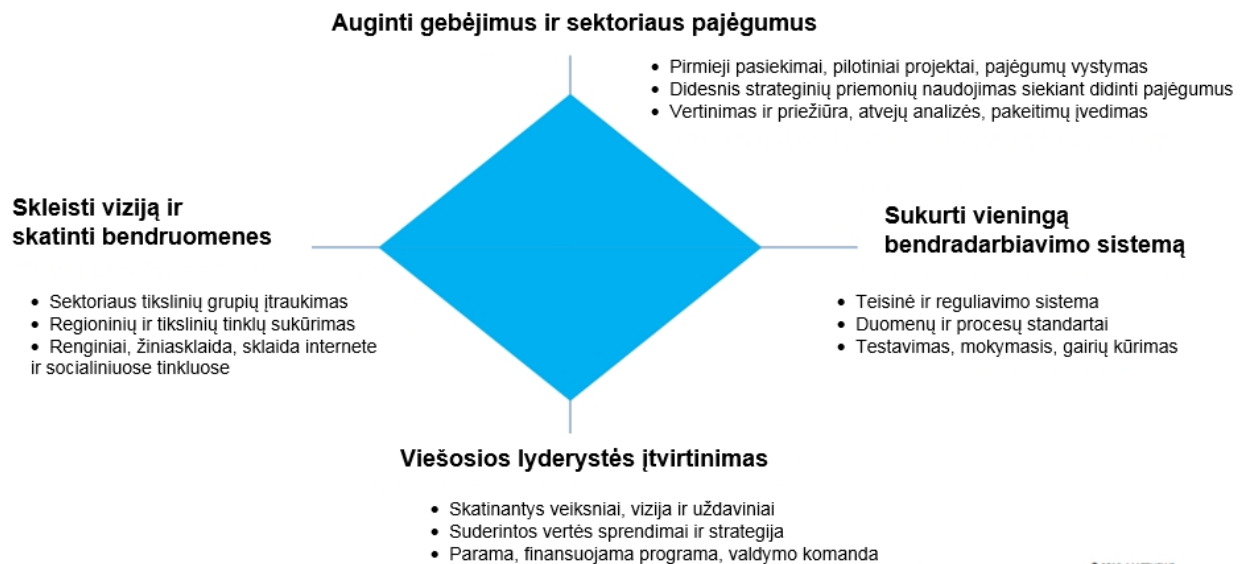 Auginti gebėjimus ir sektoriaus pajėgumus
• Pirmieji pasiekimai, pilotiniai projektai, pajėgumų vystymas
• Didesnis strateginių priemonių naudojimas siekiant didinti pajėgumus
• Vertinimas ir priežiūra, atvejų analizės, pakeitimų įvedimas
Skleisti viziją ir
skatinti bendruomenes
• Sektoriaus tikslinių grupių įtraukimas
• Regioninių ir tikslinių tinklų sukūrimas
• Renginiai, žiniasklaida, sklaida internete
ir socialiniuose tinkluose
Sukurti vieningą
bendradarbiavimo sistemą
• Teisinė ir reguliavimo sistema
• Duomenų ir procesų standartai
• Testavimas, mokymasis, gairių kūrimas
Viešosios lyderystės įtvirtinimas
• Skatinantys veiksniai, vizija ir uždaviniai
• Suderintos vertės sprendimai ir strategija
• Parama, finansuojama programa, valdymo komanda